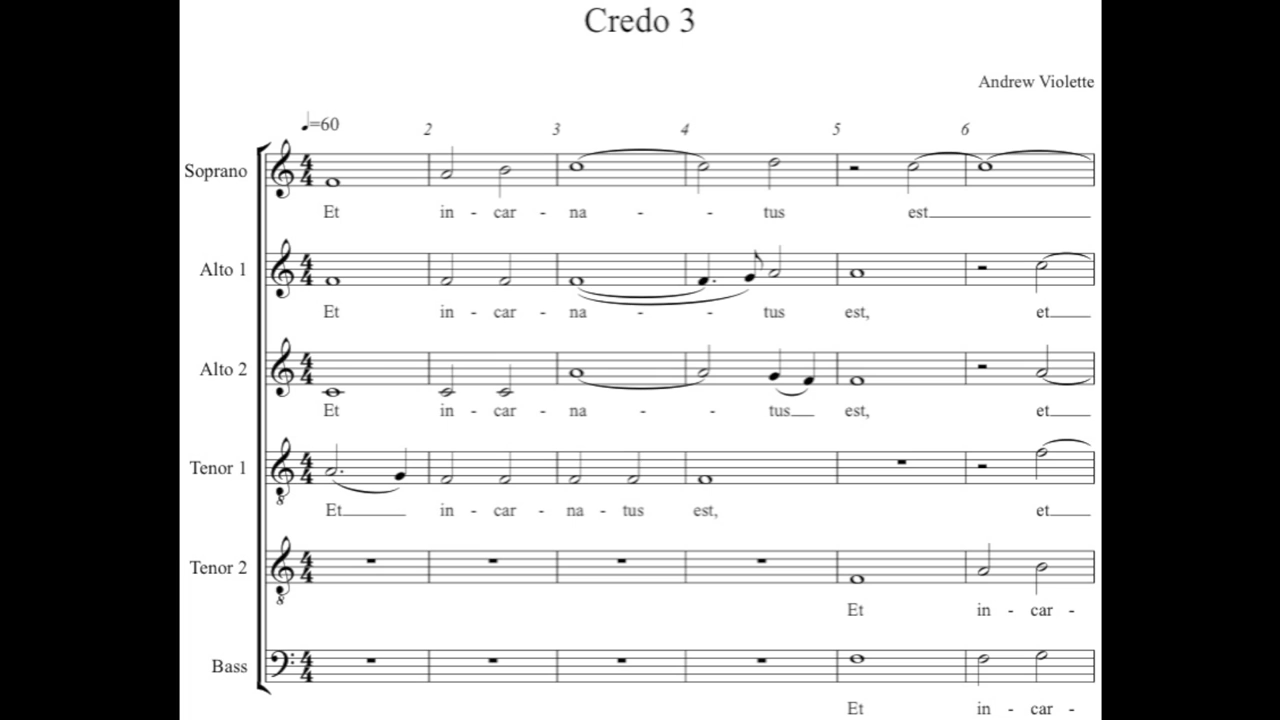 Credo 3
Andrew Violette
♩=60
2 3 4 5 6
Soprano
Et in - car - na - - tus est
Alto 1
Et in - car - na - - tus est, et
Alto 2
Et in - car - na - - tus est, et
Tenor 1
Et in - car - na - tus est, et
8
Tenor 2
8
Et in - car -
Bass
Et in - car -